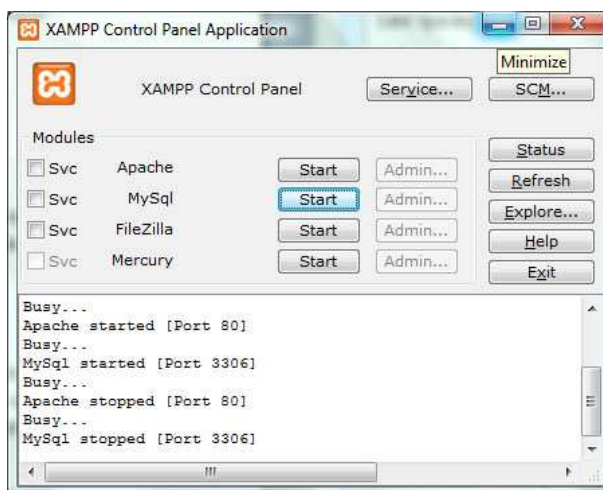 XAMPP Control Panel Application
Minimize
XAMPP Control Panel Service... SCM...
Modules
Svc Apache Start Admin...
Svc MySql Start Admin...
Svc FileZilla Start Admin...
Svc Mercury Start Admin...
Status
Refresh
Explore...
Help
Exit
Busy...
Apache started [Port 80]
Busy...
MySql started [Port 3306]
Busy...
Apache stopped [Port 80]
Busy...
MySql stopped [Port 3306]